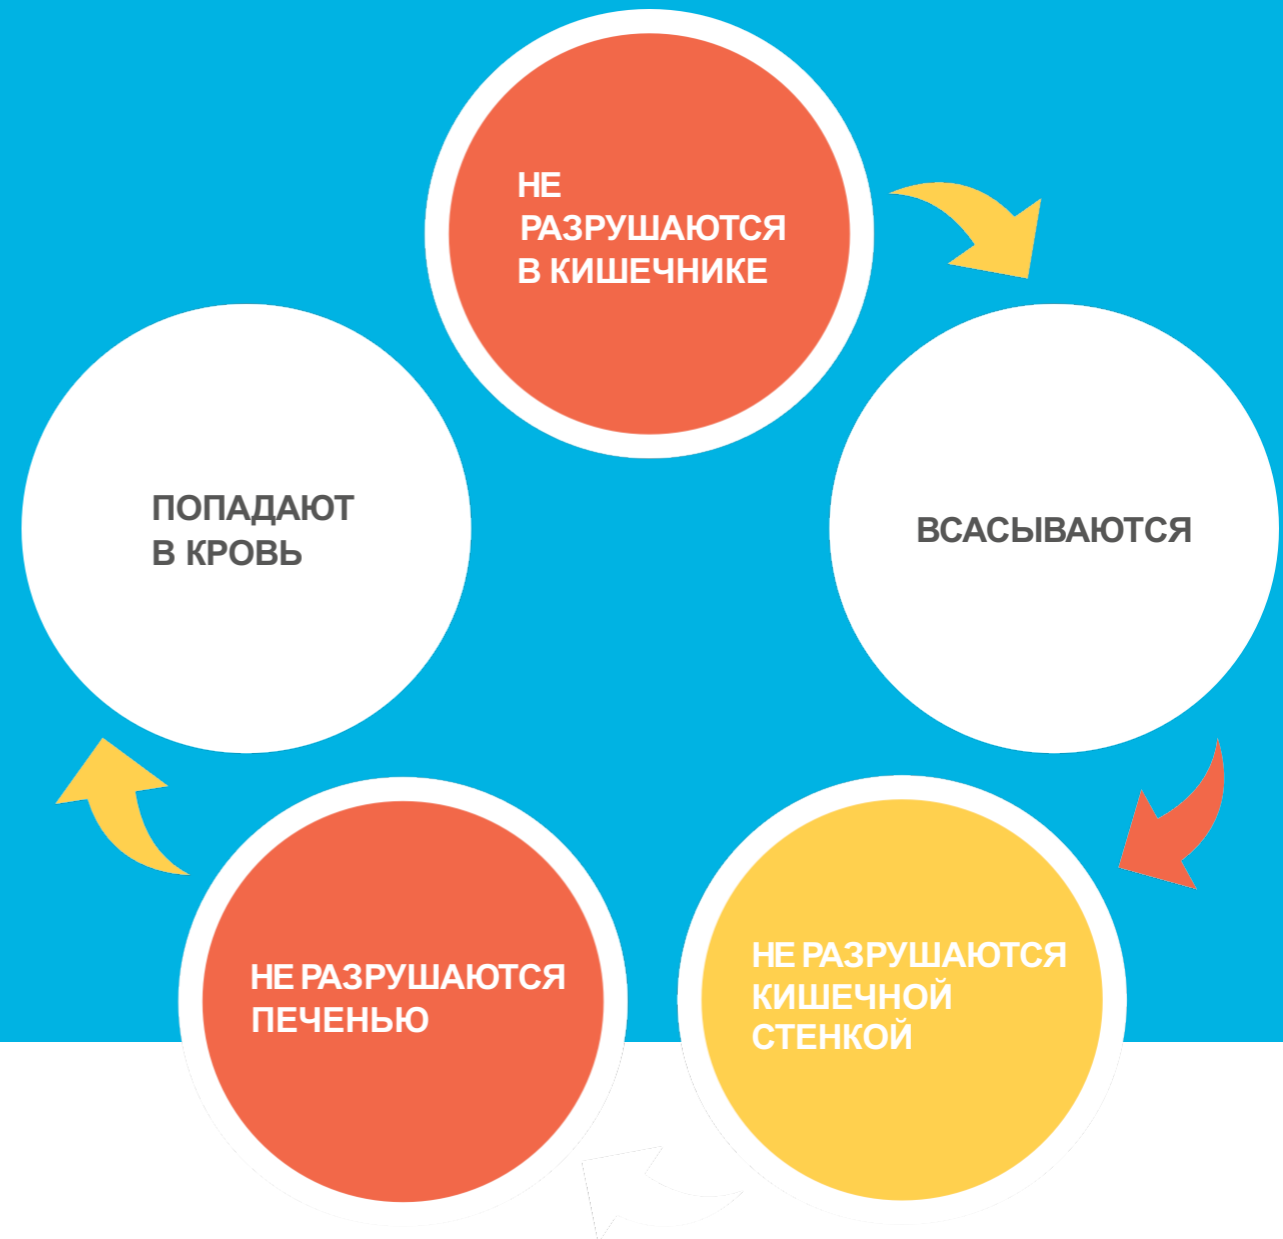 НЕ
РАЗРУШАЮТСЯ
В КИШЕЧНИКЕ
ВСАСЫВАЮТСЯ
НЕ РАЗРУШАЮТСЯ
КИШЕЧНОЙ
СТЕНКОЙ
НЕ РАЗРУШАЮТСЯ
ПЕЧЕНЬЮ
ПОПАДАЮТ
В КРОВЬ